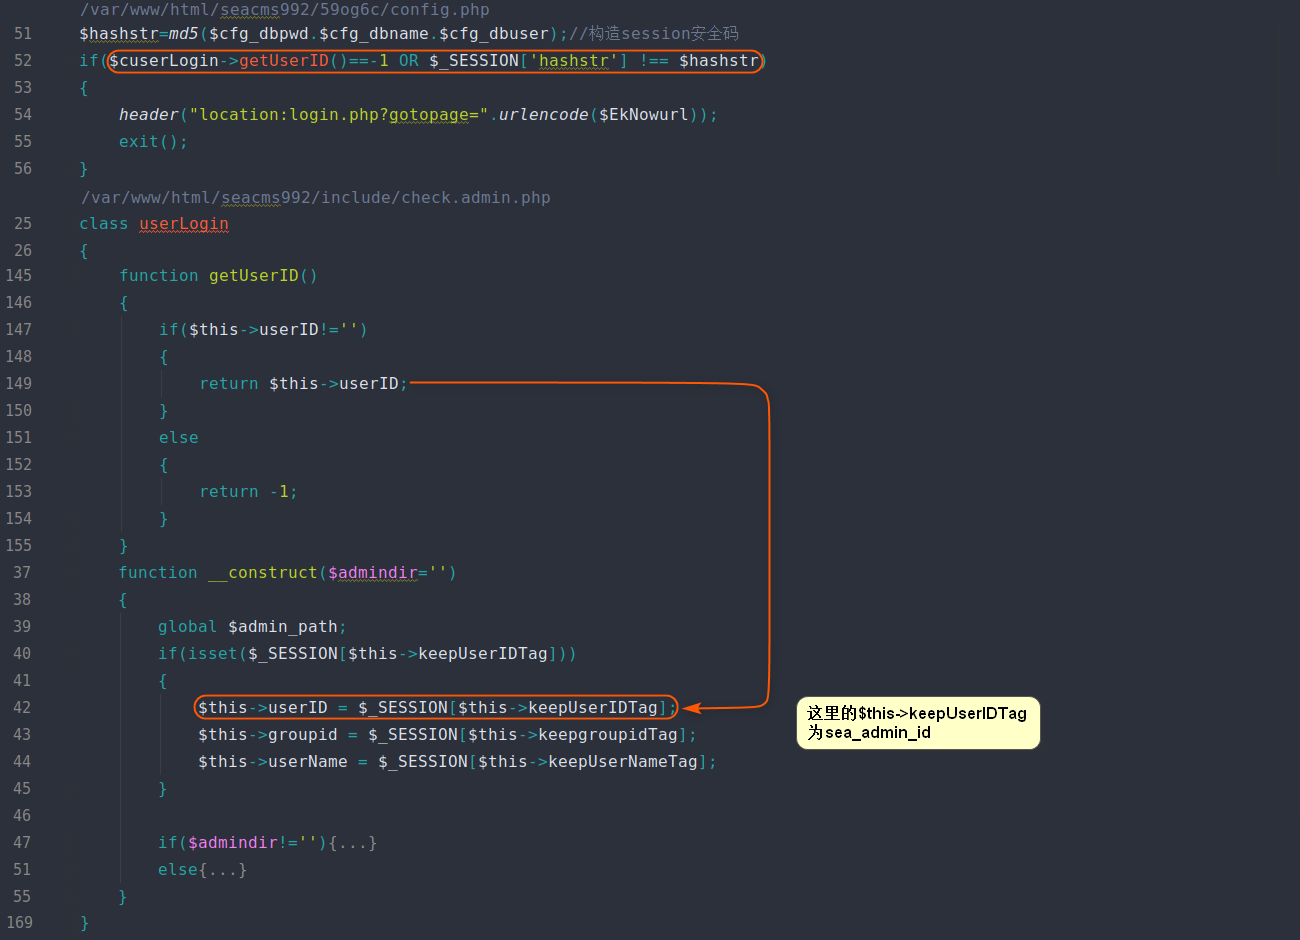 /var/www/html/seacms992/59og6c/config.php
51 $hashstr=md5($cfg_dbpwd.$cfg_dbname.$cfg_dbuser);//构造session安全码
52 if($cuserLogin->getUserID()==-1 OR $_SESSION['hashstr'] !== $hashstr)
53 {
54 header("location:login.php?gotopage=".urlencode($EkNowurl));
55 exit();
56 }
/var/www/html/seacms992/include/check.admin.php
25 class userLogin
26 {
145 function getUserID()
146 {
147 if($this->userID!='')
148 {
149 return $this->userID;
150 }
151 else
152 {
153 return -1;
154 }
155 }
37 function __construct($admindir='')
38 {
39 global $admin_path;
40 if(isset($_SESSION[$this->keepUserIDTag]))
41 {
42 $this->userID = $_SESSION[$this->keepUserIDTag];
43 $this->groupid = $_SESSION[$this->keepgroupidTag];
44 $this->userName = $_SESSION[$this->keepUserNameTag];
45 }
46
47 if($admindir!=''){...}
51 else{...}
55 }
169 }
这里的$this->keepUserIDTag
为sea_admin_id